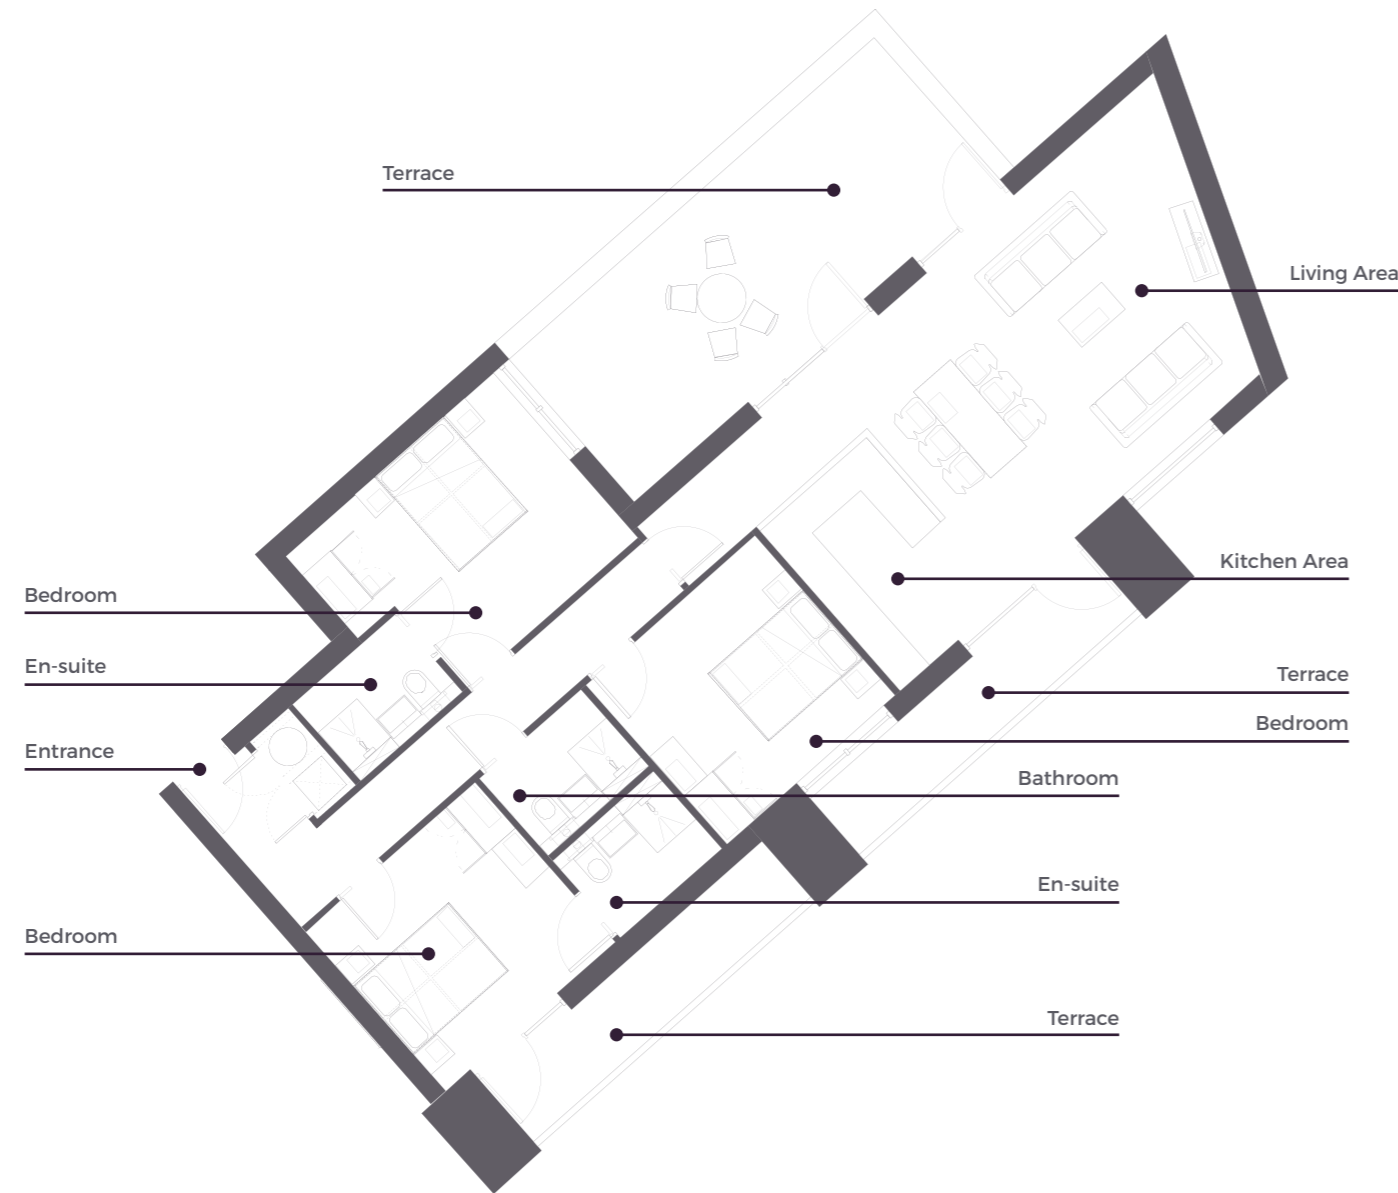 Terrace
Living Area
Kitchen Area
Bedroom
En-suite
Terrace
Bedroom
Entrance
Bathroom
En-suite
Bedroom
Terrace